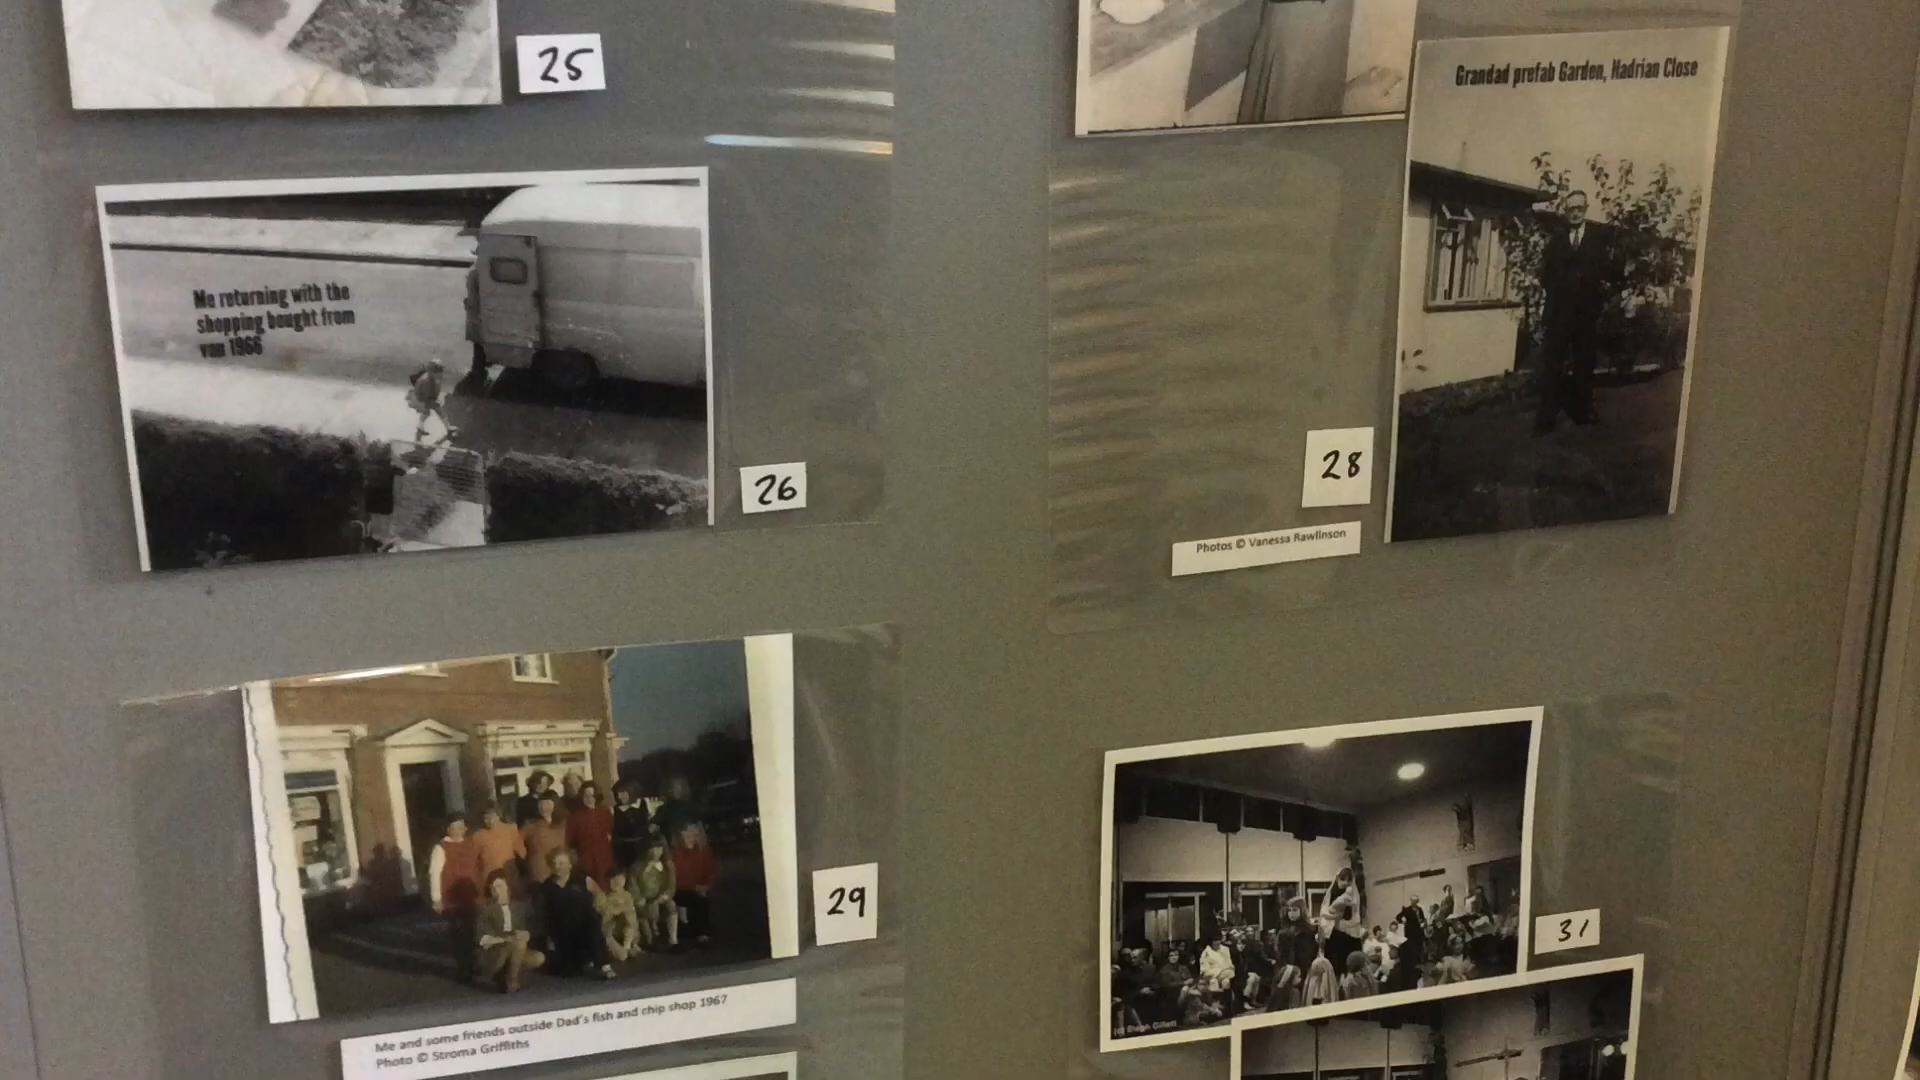 25
Grandad prefab Garden, Hadrian Close
Me returning with the
shopping bought from
van 1966
26
28
Photos © Vanessa Rawlinson
29
Me and some friends outside Dad's fish and chip shop 1967
Photo © Stroma Griffiths
31
(c) Gillett